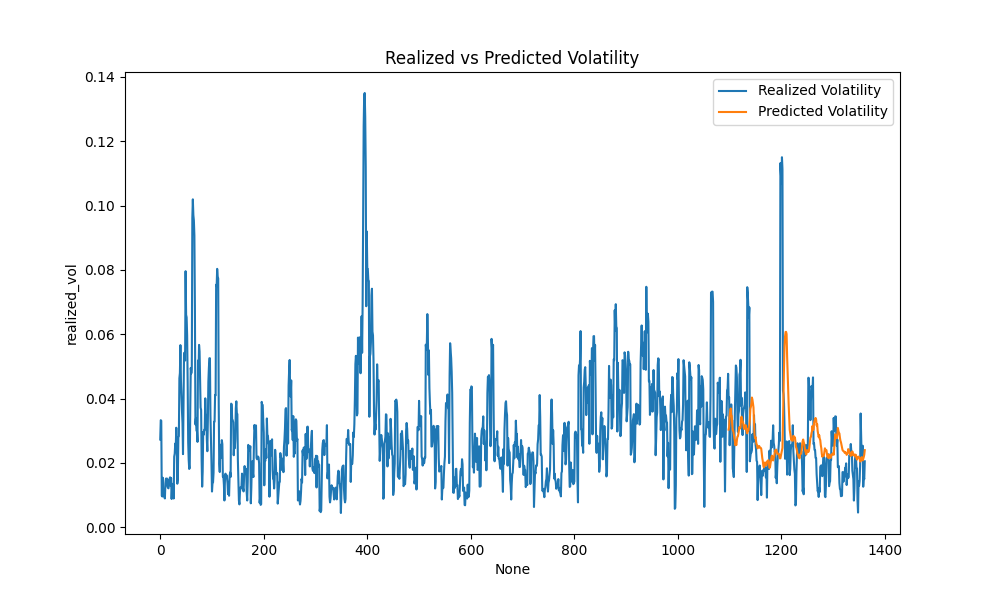 Realized vs Predicted Volatility
Realized Volatility
Predicted Volatility
0.14
0.12
0.10
0.08
0.06
0.04
0.02
0.00
realized_vol
0 200 400 600 800 1000 1200 1400
None